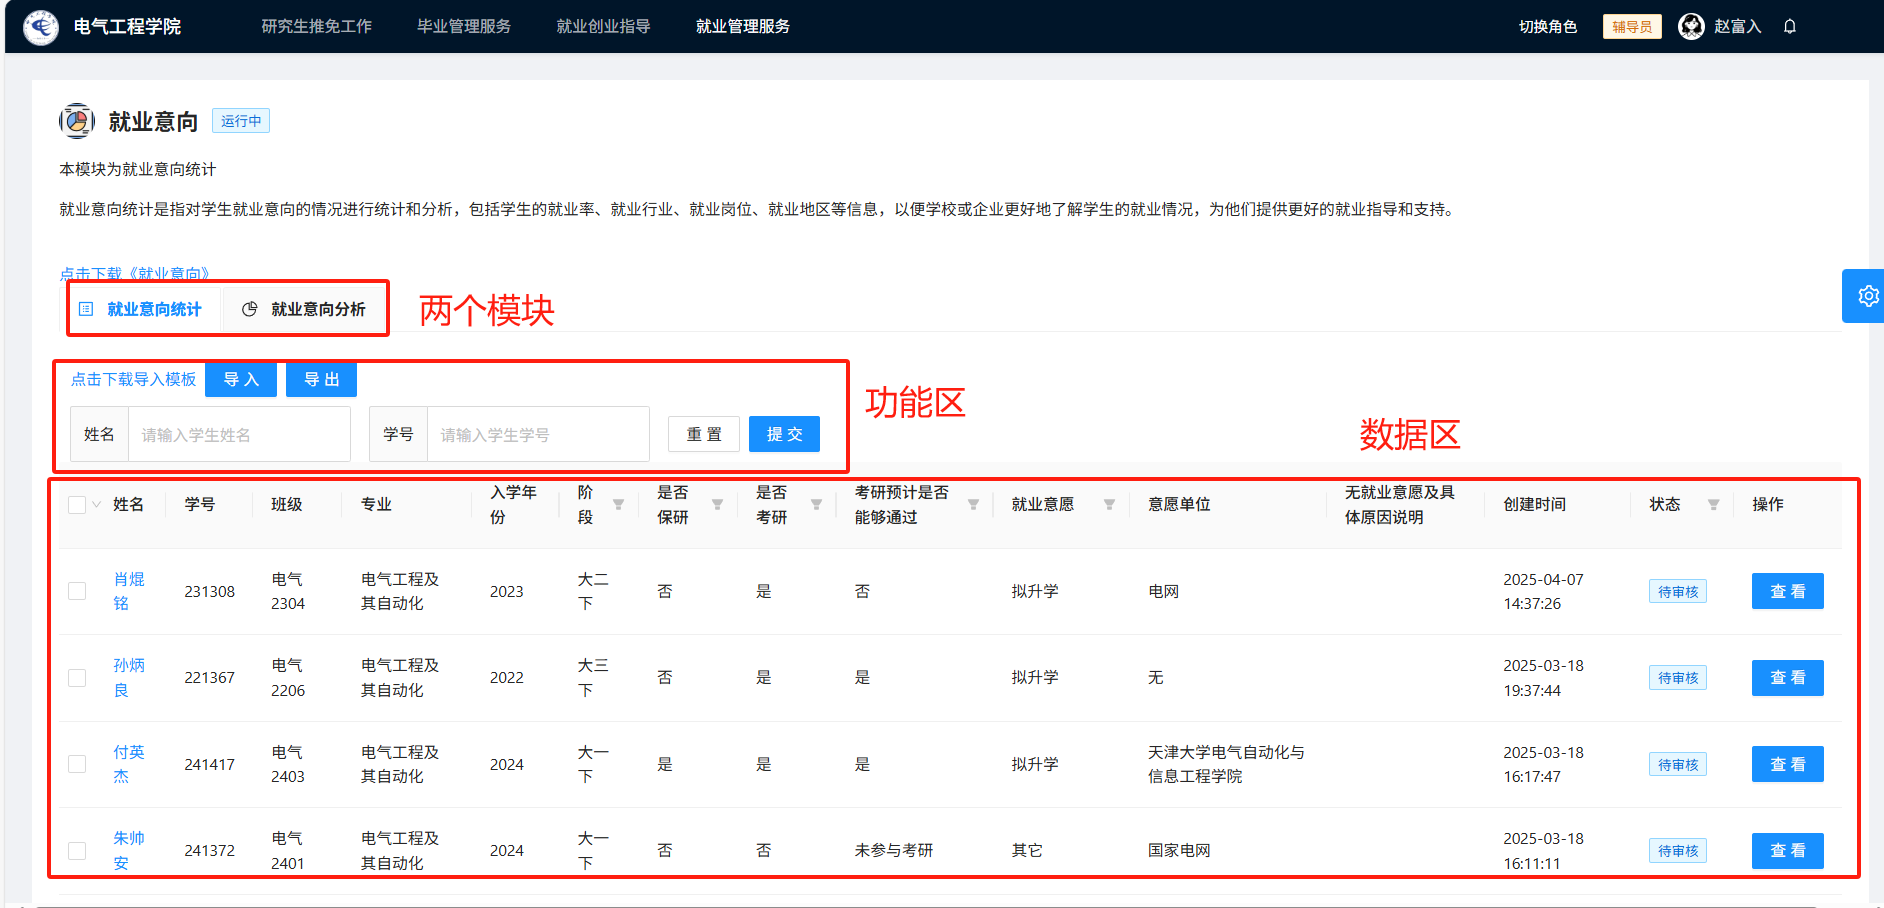 电气工程学院 研究生推免工作 毕业管理服务 就业创业指导 就业管理服务 切换角色 辅导员 赵富入
就业意向 运行中
本模块为就业意向统计
就业意向统计是指对学生就业意向的情况进行统计和分析，包括学生的就业率、就业行业、就业岗位、就业地区等信息，以便学校或企业更好地了解学生的就业情况，为他们提供更好的就业指导和支持。
点击下载《就业意向》
就业意向统计 就业意向分析 两个模块
点击下载导入模板 导入 导出
功能区
姓名 请输入学生姓名 学号 请输入学生学号 重置 提交
数据区
姓名 学号 班级 专业 入学年份 阶段 是否保研 是否考研 考研预计是否能够通过 就业意愿 意愿单位 无就业意愿及具体原因说明 创建时间 状态 操作
肖焜铭 231308 电气2304 电气工程及其自动化 2023 大二下 否 是 否 拟升学 电网 2025-04-07 14:37:26 待审核 查看
孙炳良 221367 电气2206 电气工程及其自动化 2022 大三下 否 是 是 拟升学 无 2025-03-18 19:37:44 待审核 查看
付英杰 241417 电气2403 电气工程及其自动化 2024 大一下 是 是 是 拟升学 天津大学电气自动化与信息工程学院 2025-03-18 16:17:47 待审核 查看
朱帅安 241372 电气2401 电气工程及其自动化 2024 大一下 否 否 未参与考研 其它 国家电网 2025-03-18 16:11:11 待审核 查看